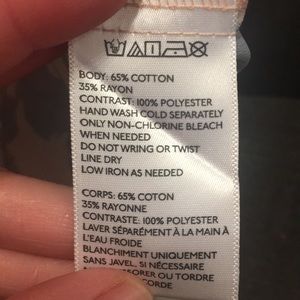 BODY: 65% COTTON
35% RAYON
CONTRAST: 100% POLYESTER
HAND WASH COLD SEPARATELY
ONLY NON-CHLORINE BLEACH
WHEN NEEDED
DO NOT WRING OR TWIST
LINE DRY
LOW IRON AS NEEDED
CORPS: 65% COTON
35% RAYONNE
CONTRASTE: 100% POLYESTER
LAVER SÉPARÉMENT À LA MAIN À
L'EAU FROIDE
BLANCHIMENT UNIQUEMENT
SANS JAVEL, SI NÉCESSAIRE
OU TORDRE
CORDE